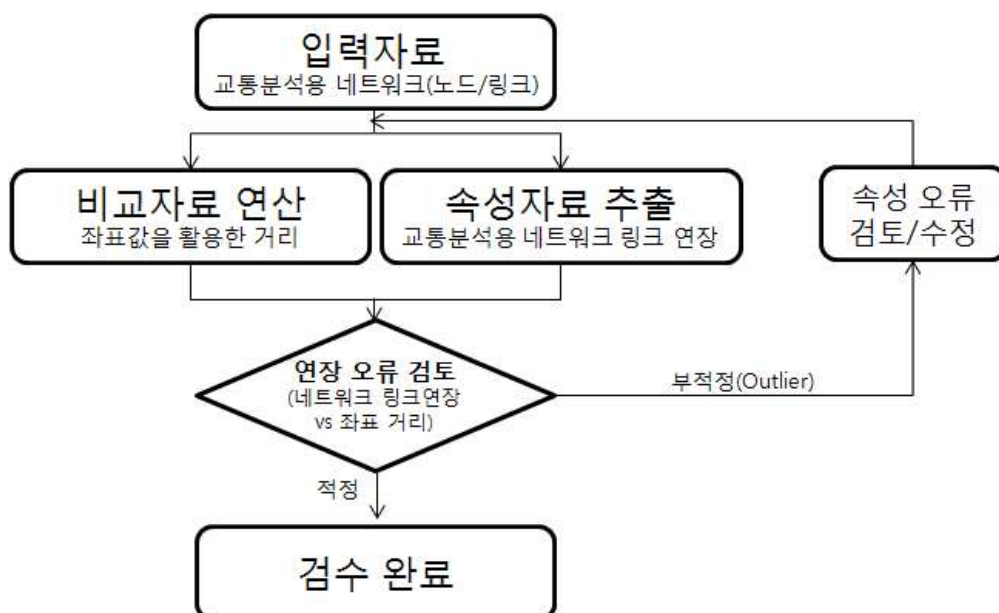 입력자료
교통분석용 네트워크(노드/링크)
비교자료 연산
좌표값을 활용한 거리
속성자료 추출
교통분석용 네트워크 링크 연장
속성 오류
검토/수정
연장 오류 검토
(네트워크 링크연장
vs 좌표 거리)
부적정(Outlier)
적정
검수 완료